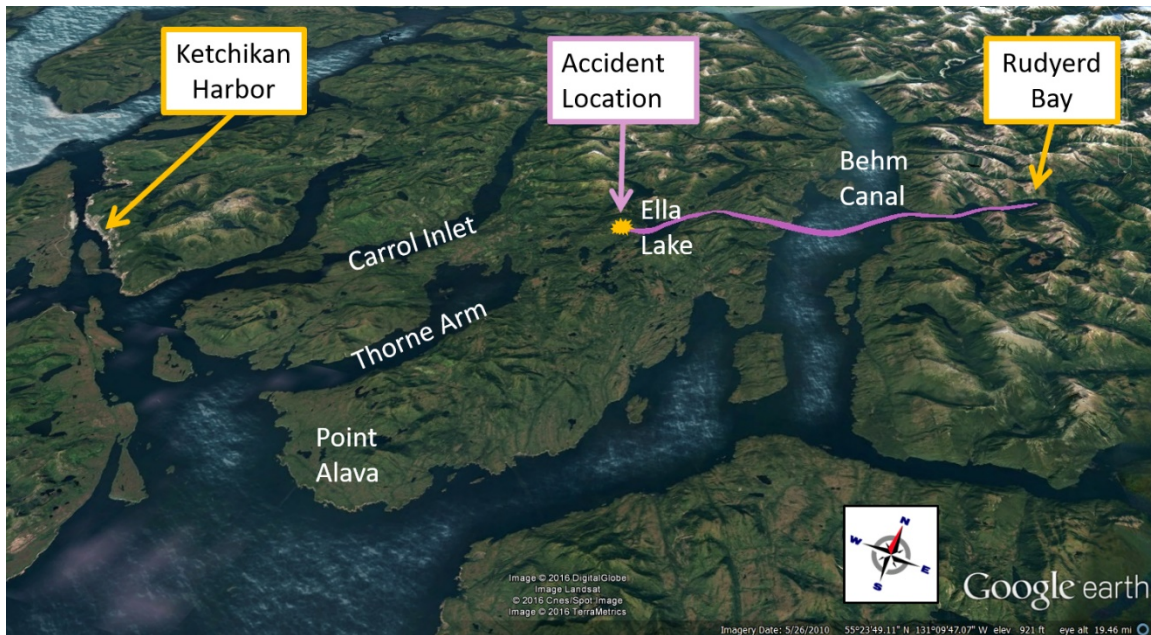 Ketchikan
Harbor
Accident
Location
Rudyerd
Bay
Behm
Canal
Ella
Lake
Carrol Inlet
Thorne Arm
Point
Alava
N
W
E
S
Image © 2016 DigitalGlobe
Image Landsat
© 2016 Cnes/Spot Image
Image © 2016 TerraMetrics
Google earth
Imagery Date: 5/26/2010 55°23'49.11" N 131°09'47.07" W elev 921 ft eye alt 19.46 mi